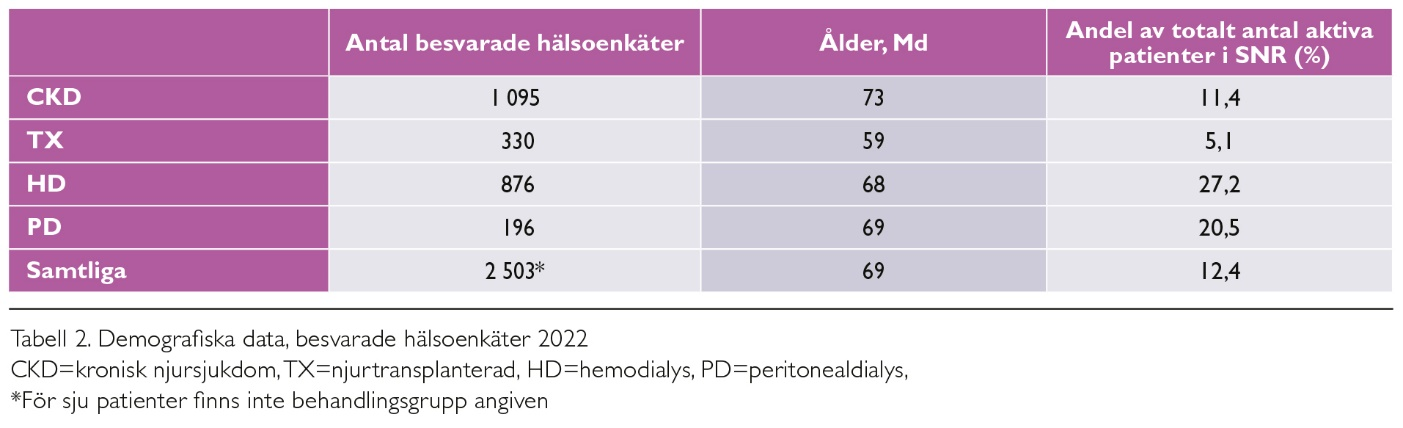 Antal besvarade hälsoenkäter Ålder, Md Andel av totalt antal aktiva patienter i SNR (%)
CKD 1 095 73 11,4
TX 330 59 5,1
HD 876 68 27,2
PD 196 69 20,5
Samtliga 2 503* 69 12,4
Tabell 2. Demografiska data, besvarade hälsoenkäter 2022
CKD=kronisk njursjukdom, TX=njurtransplanterad, HD=hemodialys, PD=peritonealdialys,
*För sju patienter finns inte behandlingsgrupp angiven